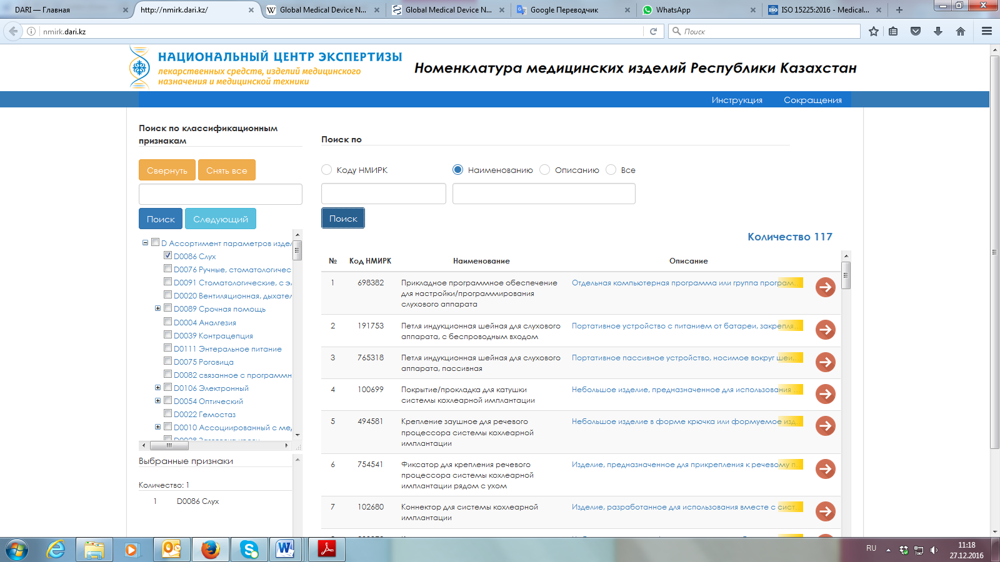 DARI — Главная
http://nmirk.dari.kz/
Global Medical Device N...
Global Medical Device N...
Google Переводчик
WhatsApp
ISO 15225:2016 - Medical...
nmirk.dari.kz
Поиск
НАЦИОНАЛЬНЫЙ ЦЕНТР ЭКСПЕРТИЗЫ
лекарственных средств, изделий медицинского
назначения и медицинской техники
Номенклатура медицинских изделий Республики Казахстан
Инструкция
Сокращения
Поиск по классификационным
признакам
Свернуть
Снять все
Поиск
Следующий
D Ассортимент параметров издел
D0086 Слух
D0076 Ручные, стоматологичес
D0091 Стоматологические, с эл
D0020 Вентиляционная, дыхател
D0089 Срочная помощь
D0004 Аналгезия
D0039 Контрацепция
D0111 Энтеральное питание
D0075 Роговица
D0082 связанное с программн
D0106 Электронный
D0054 Оптический
D0022 Гемостаз
D0010 Ассоциированный с мед
Выбранные признаки
Количество: 1
1 D0086 Слух
Поиск по
Коду НМИРК
Наименованию
Описанию
Все
Поиск
Количество 117
№ Код НМИРК Наименование Описание
1 698382 Прикладное программное обеспечение Отдельная компьютерная программа или группа програм...
для настройки/программирования
слухового аппарата
2 191753 Петля индукционная шейная для слухового Портативное устройство с питанием от батареи, закрепля...
аппарата, с беспроводным входом
3 765318 Петля индукционная шейная для слухового Портативное пассивное устройство, носимое вокруг шеи,...
аппарата, пассивная
4 100699 Покрытие/прокладка для катушки Небольшое изделие, предназначенное для использования ...
системы кохлеарной имплантации
5 494581 Крепление заушное для речевого Небольшое изделие в форме крючка или формуемое изд...
процессора системы кохлеарной
имплантации
6 754541 Фиксатор для крепления речевого Изделие, предназначенное для прикрепления к речевому п...
процессора системы кохлеарной
имплантации рядом с ухом
7 102680 Коннектор для системы кохлеарной Изделие, разработанное для использования вместе с сист...
имплантации
RU
11:18
27.12.2016